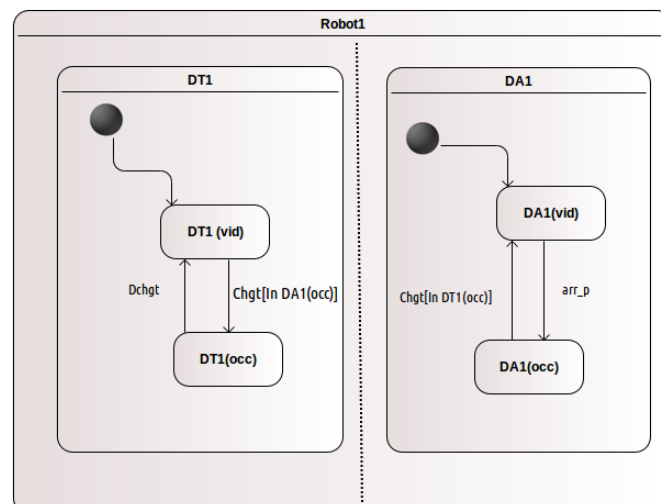 Robot1
DT1
DT1 (vid)
Dchgt
Chgt[In DA1(occ)]
DT1(occ)
DA1
DA1(vid)
Chgt[In DT1(occ)]
arr_p
DA1(occ)